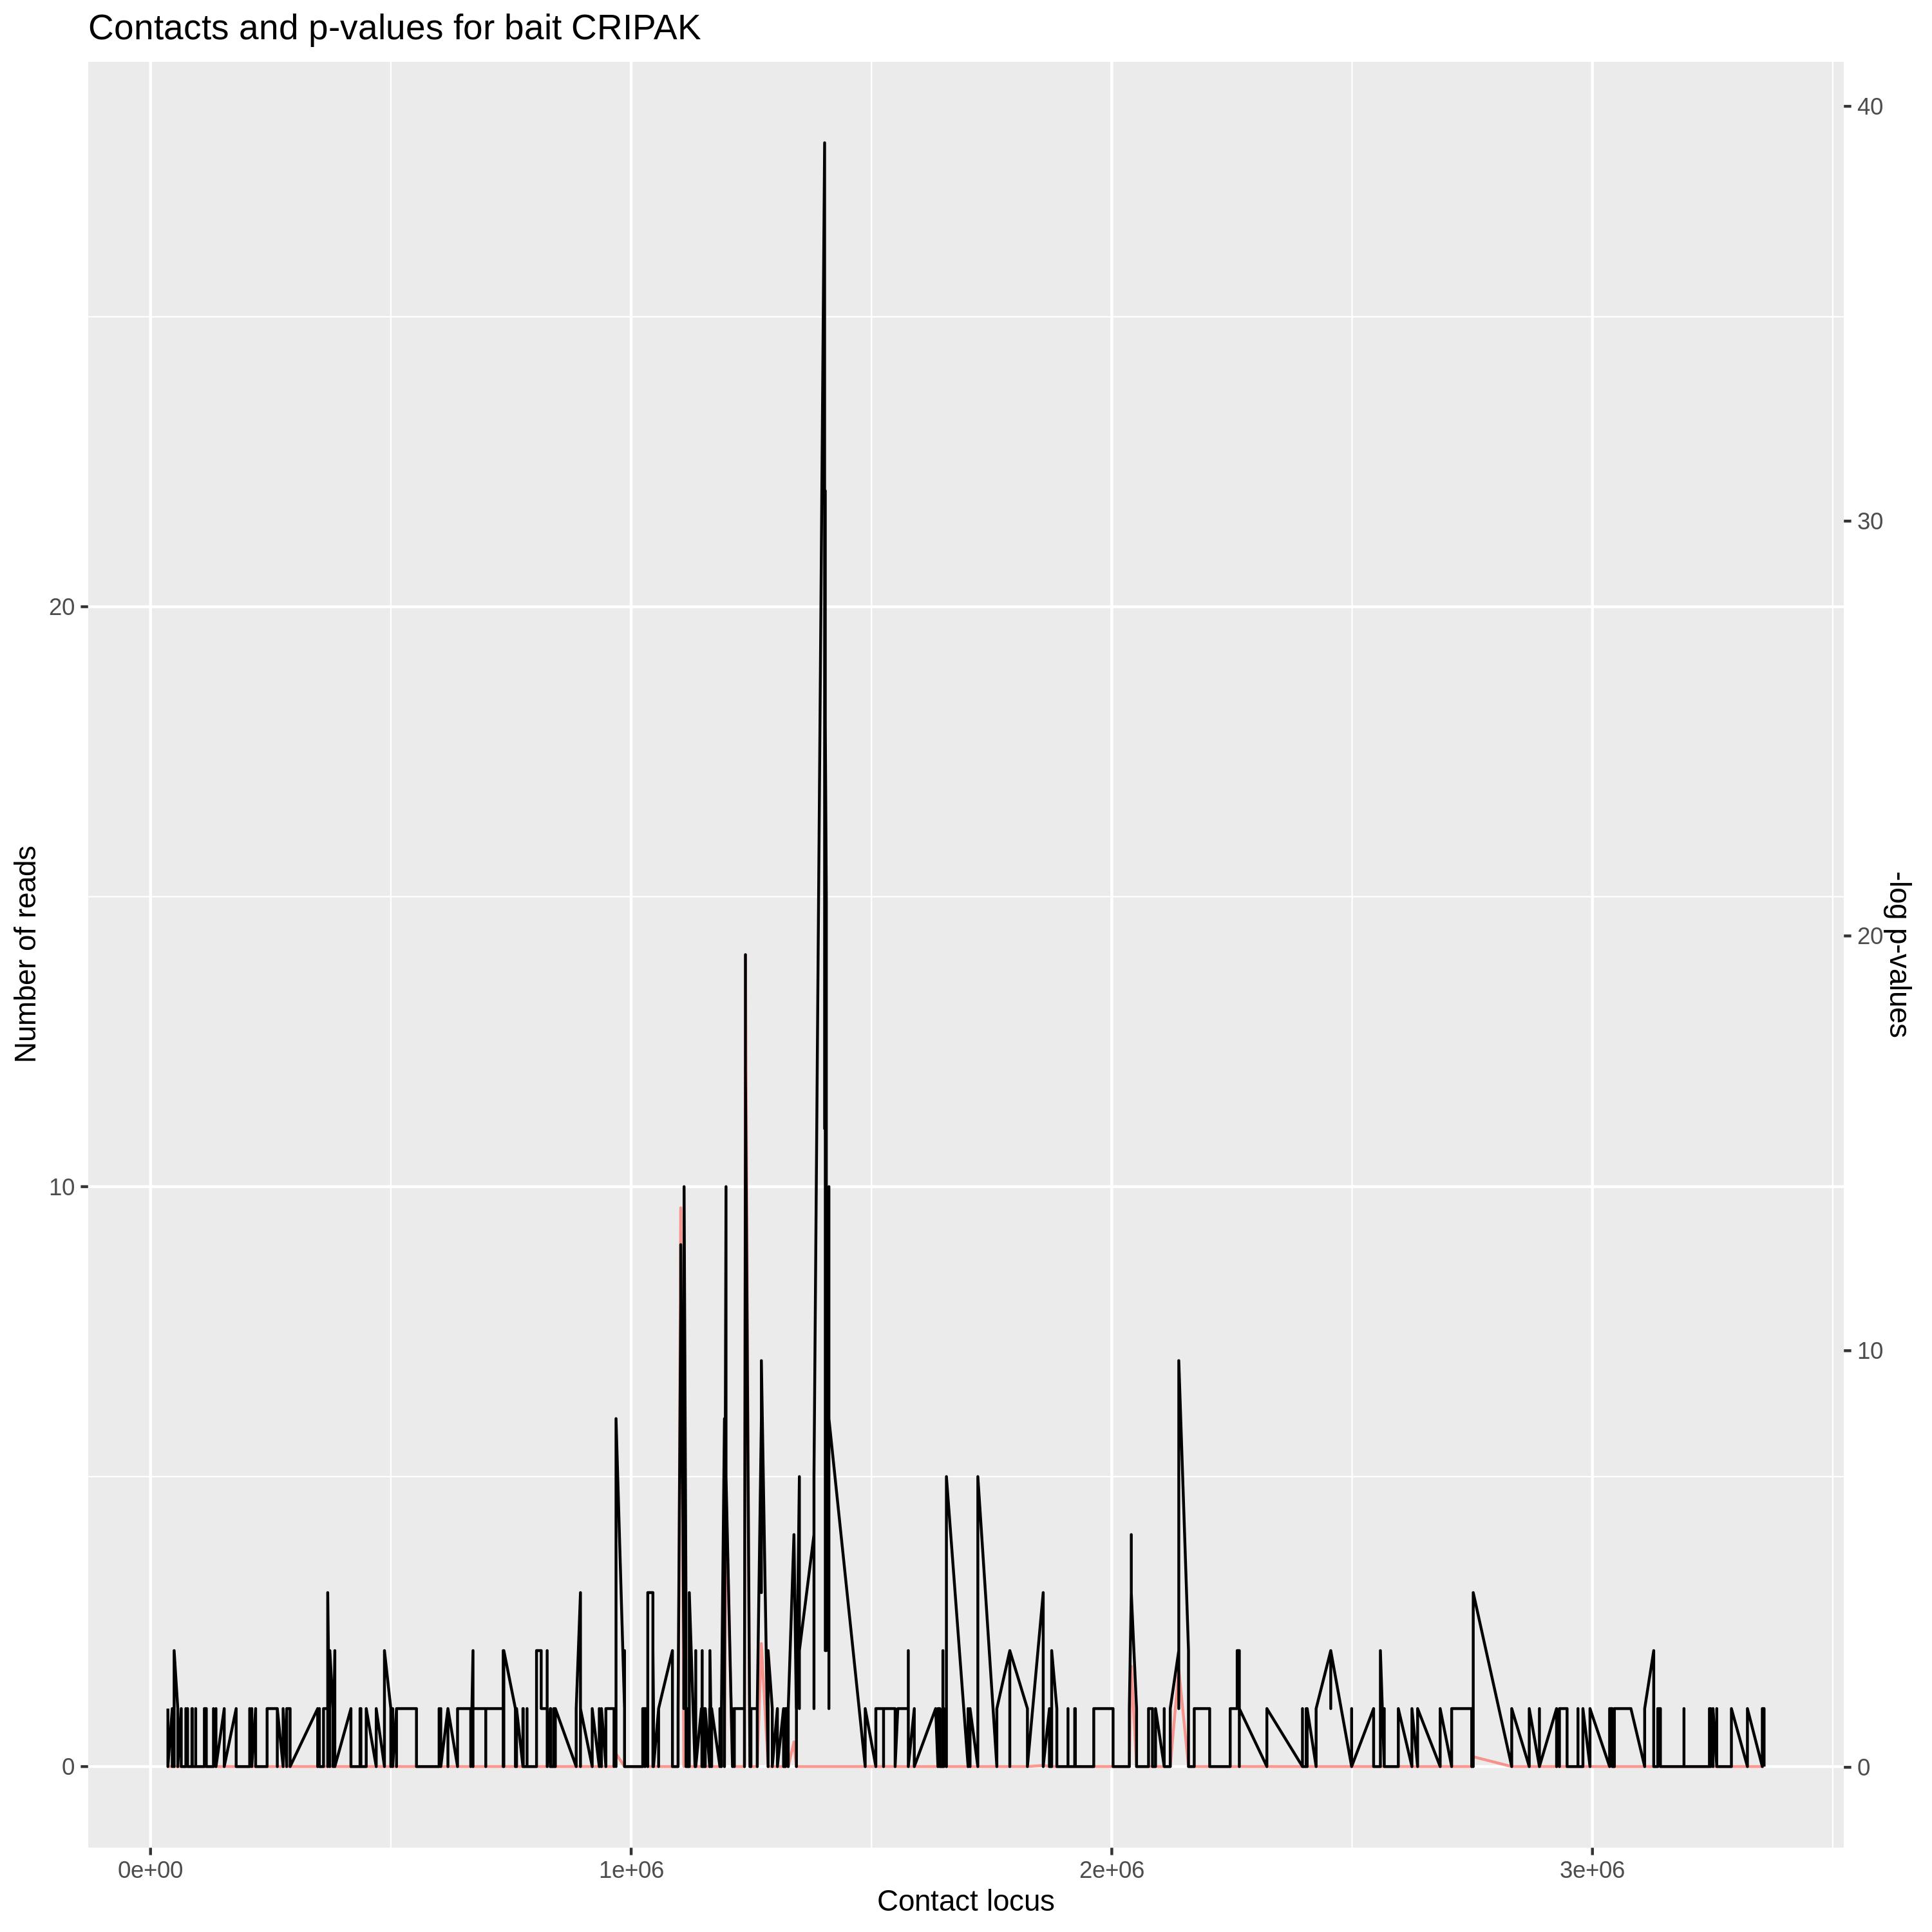 Contacts and p-values for bait CRIPAK
40
30
20
20
10
10
0
0
Number of reads
-log p-values
0e+00 1e+06 2e+06 3e+06
Contact locus